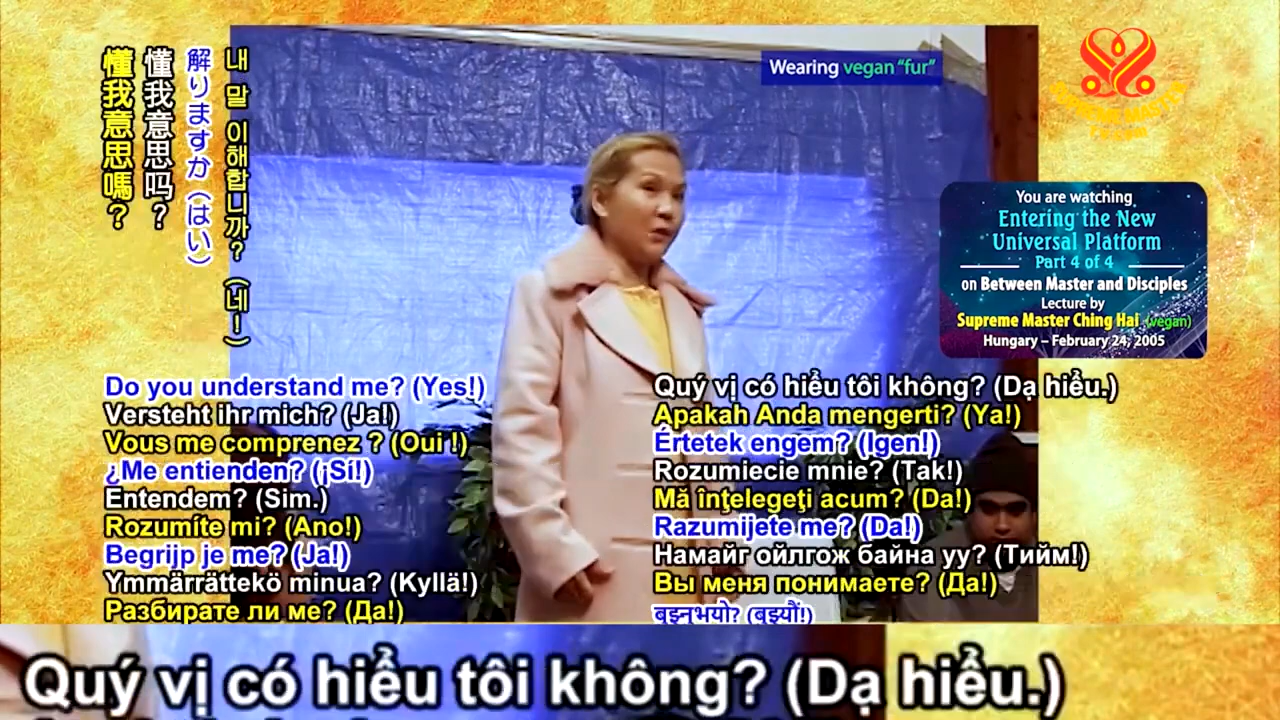 懂我意思嗎?
懂我意思吗?
解りますか (はい)
내 말 이해합니까? (네!)
Wearing vegan "fur"
SUPREME MASTER
You are watching
Entering the New
Universal Platform
Part 4 of 4
on Between Master and Disciples
Lecture by
Supreme Master Ching Hai (vegan)
Hungary – February 24, 2005
Do you understand me? (Yes!)
Versteht ihr mich? (Ja!)
Vous me comprenez ? (Oui !)
¿Me entienden? (¡Sí!)
Entendem? (Sim.)
Rozumíte mi? (Ano!)
Begrijp je me? (Ja!)
Ymmärrättekö minua? (Kyllä!)
Разбирате ли ме? (Да!)
Quý vị có hiểu tôi không? (Dạ hiểu.)
Apakah Anda mengerti? (Ya!)
Értetek engem? (Igen!)
Rozumiecie mnie? (Tak!)
Mă înţelegeţi acum? (Da!)
Razumijete me? (Da!)
Намайг ойлгож байна уу? (Тийм!)
Вы меня понимаете? (Да!)
बुझ्नुभयो? (बुझ्यौं!)
Quý vị có hiểu tôi không? (Dạ hiểu.)